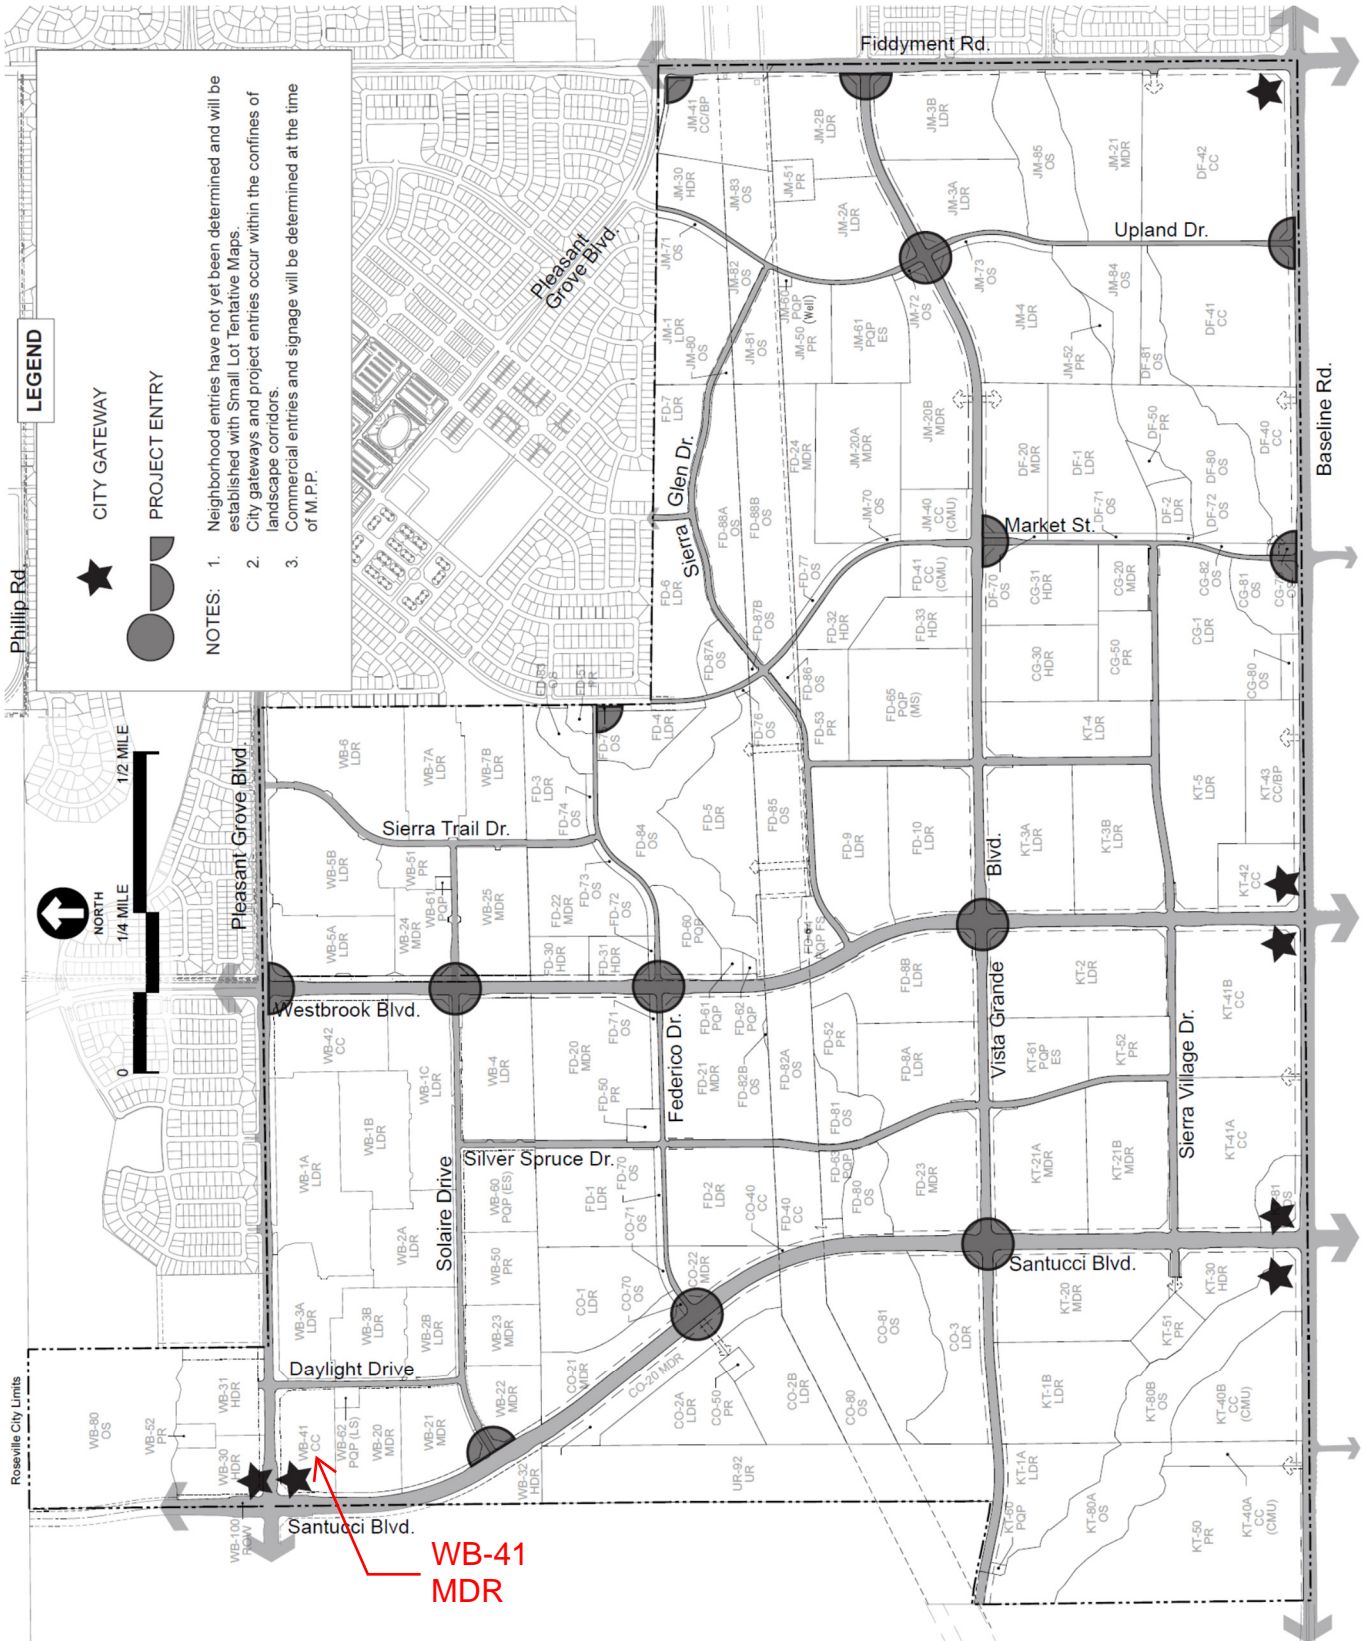 Fiddyment Rd.
LEGEND
CITY GATEWAY
PROJECT ENTRY
NOTES:
1. Neighborhood entries have not yet been determined and will be
established with Small Lot Tentative Maps.
2. City gateways and project entries occur within the confines of
landscape corridors.
3. Commercial entries and signage will be determined at the time
of M.P.P.
Phillip Rd.
NORTH
0
1/4 MILE
1/2 MILE
Pleasant Grove Blvd.
Pleasant
Grove Blvd.
Upland Dr.
Baseline Rd.
Sierra Glen Dr.
Market St.
Sierra Trail Dr.
Westbrook Blvd.
Federico Dr.
Vista Grande Blvd.
Sierra Village Dr.
Silver Spruce Dr.
Solaire Drive
Daylight Drive
Santucci Blvd.
Santucci Blvd.
Roseville City Limits
WB-41
MDR
JM-41
CC/BP
JM-2B
LDR
JM-3B
LDR
JM-30
HDR
JM-83
OS
JM-51
PR
JM-2A
LDR
JM-3A
LDR
JM-85
OS
JM-21
MDR
DF-42
CC
JM-71
OS
JM-82
OS
JM-60
PQP
(Well)
JM-72
OS
JM-73
OS
JM-84
OS
JM-1
LDR
JM-80
OS
JM-81
OS
JM-50
PR
JM-61
PQP
ES
JM-4
LDR
JM-52
PR
DF-81
OS
DF-41
CC
FD-7
LDR
FD-24
MDR
JM-20A
MDR
JM-20B
MDR
DF-20
MDR
DF-1
LDR
DF-50
PR
DF-80
OS
DF-40
CC
FD-88A
OS
FD-88B
OS
JM-70
OS
JM-40
CC
(CMU)
DF-71
OS
DF-2
LDR
DF-72
OS
FD-6
LDR
FD-77
OS
FD-41
CC
(CMU)
DF-70
OS
CG-31
HDR
CG-20
MDR
CG-82
OS
CG-81
OS
FD-87A
OS
FD-87B
OS
FD-32
HDR
FD-33
HDR
CG-30
HDR
CG-50
PR
CG-1
LDR
CG-80
OS
FD-86
OS
FD-53
PR
FD-65
PQP
(MS)
KT-4
LDR
FD-76
OS
FD-4
LDR
WB-6
LDR
WB-7A
LDR
WB-7B
LDR
FD-3
LDR
FD-74
OS
FD-84
OS
FD-5
LDR
FD-85
OS
FD-9
LDR
FD-10
LDR
KT-3A
LDR
KT-3B
LDR
KT-5
LDR
KT-43
CC/BP
KT-42
CC
WB-5B
LDR
WB-51
PR
WB-61
PQP
WB-25
MDR
FD-73
OS
FD-22
MDR
FD-72
OS
WB-5A
LDR
WB-24
MDR
FD-30
HDR
FD-31
HDR
FD-60
PQP
FD-61
PQP
FD-62
PQP
FD-8B
LDR
KT-2
LDR
KT-41B
CC
WB-42
CC
WB-1C
LDR
WB-4
LDR
FD-20
MDR
FD-71
OS
FD-50
PR
FD-21
MDR
FD-82B
OS
FD-82A
OS
FD-52
PR
FD-8A
LDR
KT-61
PQP
ES
KT-52
PR
WB-1A
LDR
WB-1B
LDR
FD-81
OS
FD-63
PQP
FD-80
OS
FD-23
MDR
KT-21A
MDR
KT-21B
MDR
KT-41A
CC
WB-60
PQP (ES)
FD-1
LDR
FD-70
OS
FD-2
LDR
CO-40
CC
FD-40
CC
WB-2A
LDR
WB-50
PR
CO-71
OS
CO-22
MDR
WB-3A
LDR
WB-3B
LDR
WB-2B
LDR
WB-23
MDR
CO-1
LDR
CO-70
OS
CO-81
OS
CO-3
LDR
KT-20
MDR
KT-51
PR
KT-30
HDR
WB-22
MDR
CO-21
MDR
CO-20 MDR
CO-2A
LDR
CO-50
PR
CO-2B
LDR
CO-80
OS
KT-1B
LDR
KT-80B
OS
KT-40B
CC
(CMU)
WB-80
OS
WB-52
PR
WB-31
HDR
WB-30
HDR
WB-41
CC
WB-62
PQP (LS)
WB-20
MDR
WB-21
MDR
WB-32
HDR
UR-92
UR
KT-1A
LDR
PQP
KT-80A
OS
KT-50
PR
KT-40A
CC
(CMU)
WB-100
ROW